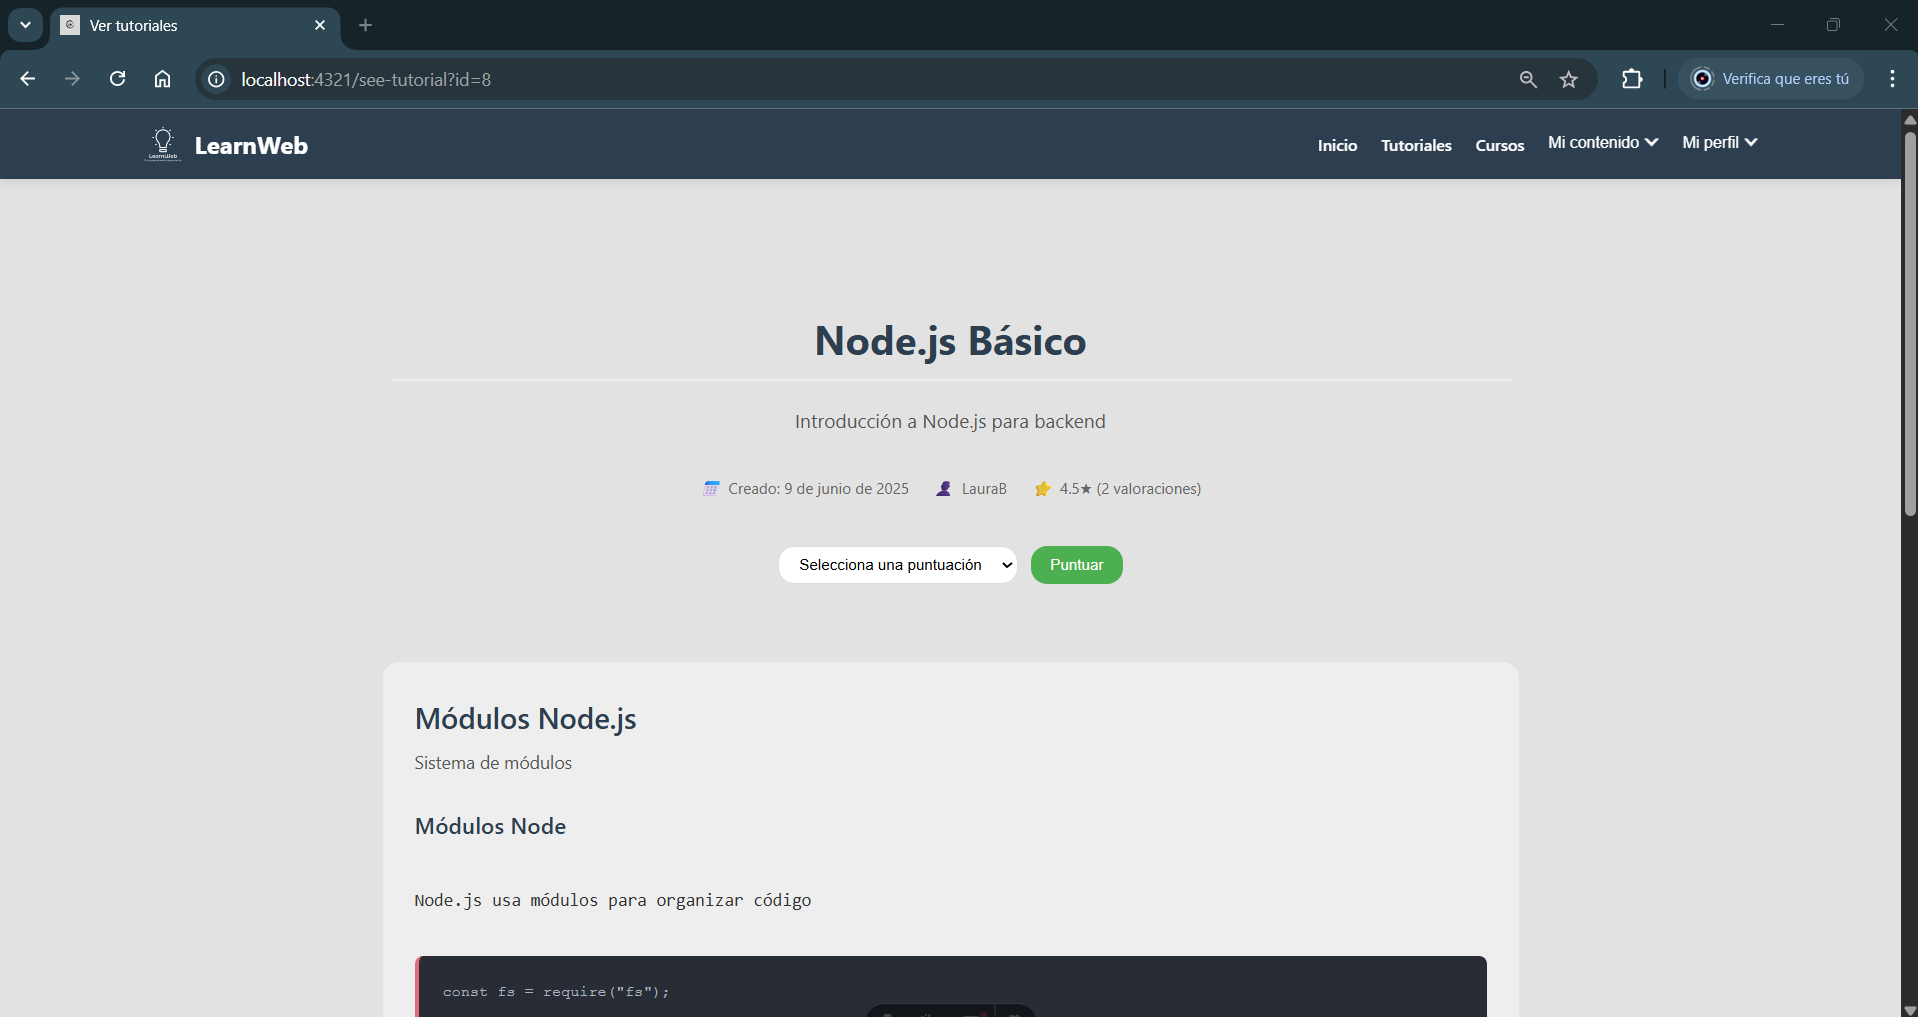 Ver tutoriales
localhost:4321/see-tutorial?id=8
Verifica que eres tú
LearnWeb
LearnWeb
Inicio
Tutoriales
Cursos
Mi contenido
Mi perfil
Node.js Básico
Introducción a Node.js para backend
Creado: 9 de junio de 2025
LauraB
4.5★ (2 valoraciones)
Selecciona una puntuación
Puntuar
Módulos Node.js
Sistema de módulos
Módulos Node
Node.js usa módulos para organizar código
const fs = require("fs");